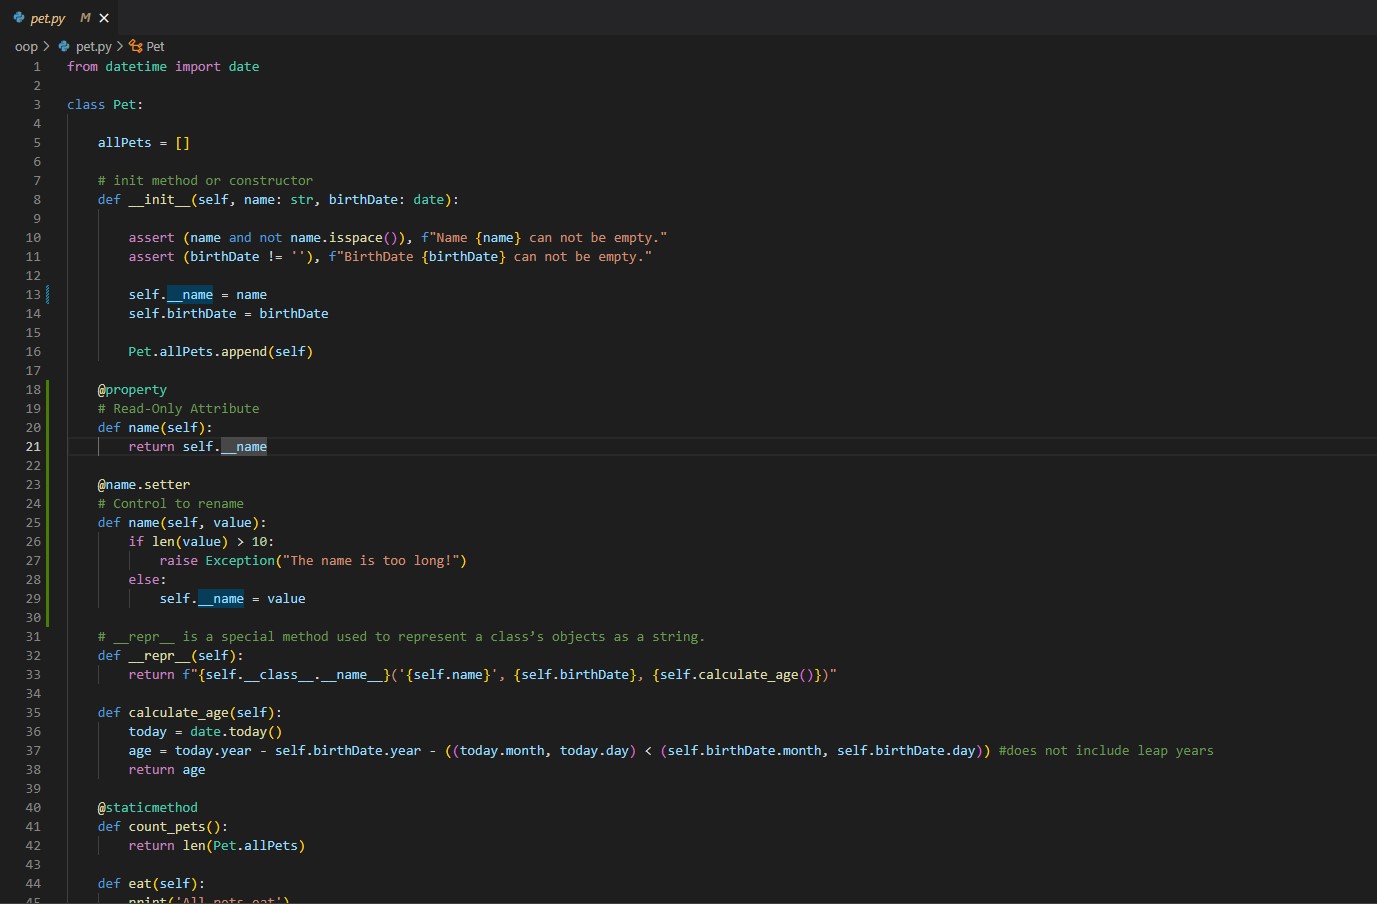 pet.py M
oop > pet.py > Pet
1 from datetime import date
2
3 class Pet:
4
5     allPets = []
6
7     # init method or constructor
8     def __init__(self, name: str, birthDate: date):
9
10         assert (name and not name.isspace()), f"Name {name} can not be empty."
11         assert (birthDate != ''), f"BirthDate {birthDate} can not be empty."
12
13         self.__name = name
14         self.birthDate = birthDate
15
16         Pet.allPets.append(self)
17
18     @property
19     # Read-Only Attribute
20     def name(self):
21         return self.__name
22
23     @name.setter
24     # Control to rename
25     def name(self, value):
26         if len(value) > 10:
27             raise Exception("The name is too long!")
28         else:
29             self.__name = value
30
31     # __repr__ is a special method used to represent a class’s objects as a string.
32     def __repr__(self):
33         return f"{self.__class__.__name__}('{self.name}', {self.birthDate}, {self.calculate_age()})"
34
35     def calculate_age(self):
36         today = date.today()
37         age = today.year - self.birthDate.year - ((today.month, today.day) < (self.birthDate.month, self.birthDate.day)) #does not include leap years
38         return age
39
40     @staticmethod
41     def count_pets():
42         return len(Pet.allPets)
43
44     def eat(self):
45         print('All pets eat')